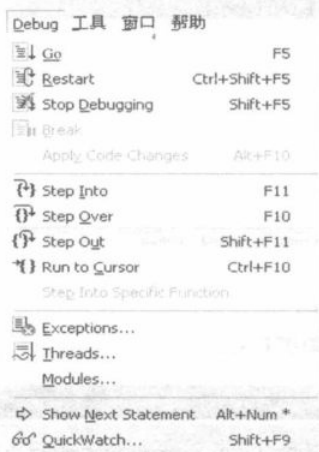 Debug 工具 窗口 帮助
Go F5
Restart Ctrl+Shift+F5
Stop Debugging Shift+F5
Break
Apply Code Changes Alt+F10
Step Into F11
Step Over F10
Step Out Shift+F11
Run to Cursor Ctrl+F10
Step Into Specific Function
Exceptions...
Threads...
Modules...
Show Next Statement Alt+Num *
QuickWatch... Shift+F9